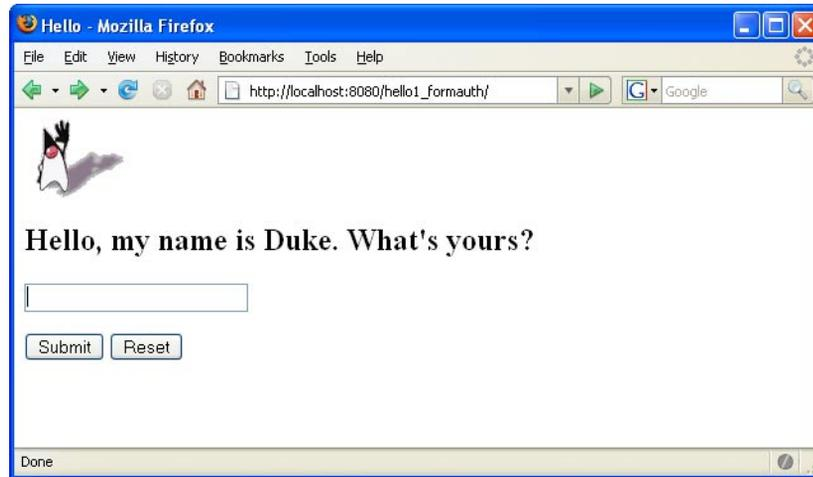 Hello - Mozilla Firefox
File Edit View History Bookmarks Tools Help
http://localhost:8080/hello1_formauth/ G Google
Hello, my name is Duke. What's yours?
Submit Reset
Done